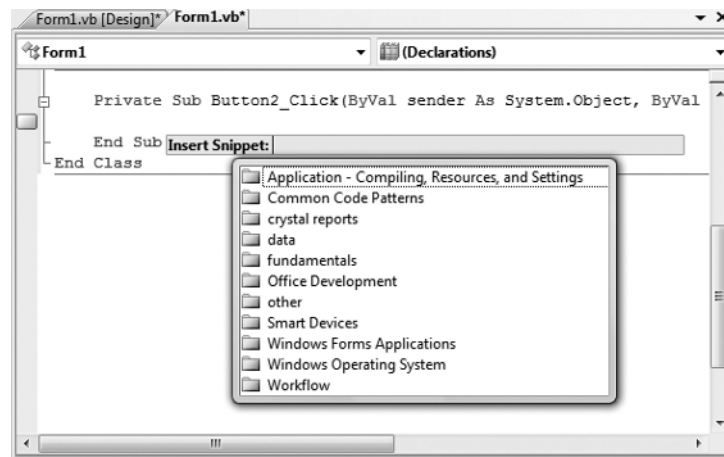 Form1.vb [Design]* Form1.vb*
Form1 (Declarations)
Private Sub Button2_Click(ByVal sender As System.Object, ByVal
End Sub Insert Snippet:
End Class
Application - Compiling, Resources, and Settings
Common Code Patterns
crystal reports
data
fundamentals
Office Development
other
Smart Devices
Windows Forms Applications
Windows Operating System
Workflow